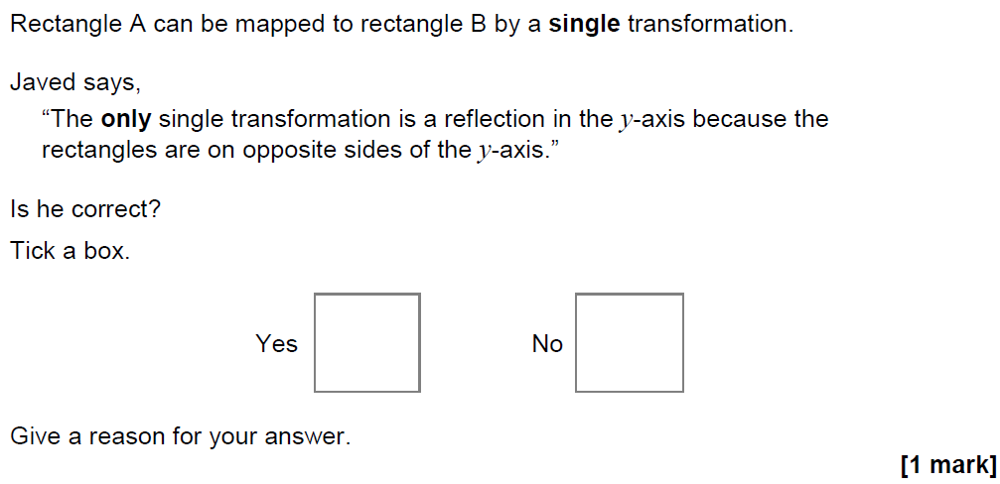 Rectangle A can be mapped to rectangle B by a single transformation.
Javed says,
“The only single transformation is a reflection in the y-axis because the
rectangles are on opposite sides of the y-axis.”
Is he correct?
Tick a box.
Yes No
Give a reason for your answer.
[1 mark]